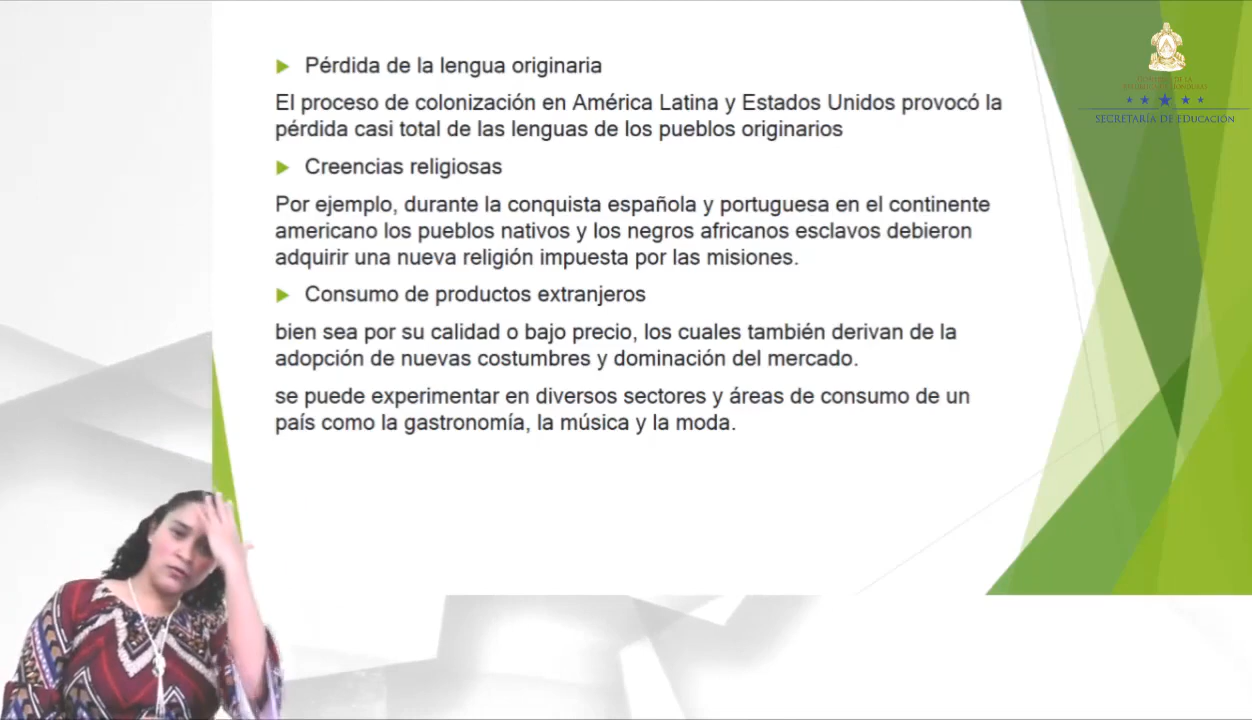 Pérdida de la lengua originaria
El proceso de colonización en América Latina y Estados Unidos provocó la
pérdida casi total de las lenguas de los pueblos originarios
Creencias religiosas
Por ejemplo, durante la conquista española y portuguesa en el continente
americano los pueblos nativos y los negros africanos esclavos debieron
adquirir una nueva religión impuesta por las misiones.
Consumo de productos extranjeros
bien sea por su calidad o bajo precio, los cuales también derivan de la
adopción de nuevas costumbres y dominación del mercado.
se puede experimentar en diversos sectores y áreas de consumo de un
país como la gastronomía, la música y la moda.
SECRETARÍA DE EDUCACIÓN